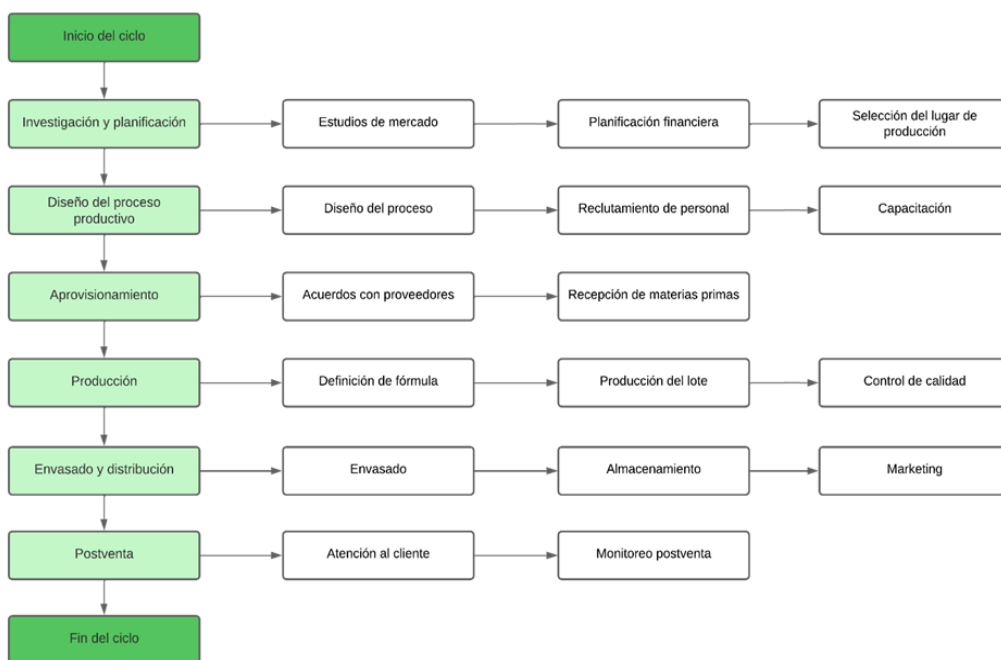 Inicio del ciclo
Investigación y planificación
Estudios de mercado
Planificación financiera
Selección del lugar de
producción
Diseño del proceso
productivo
Diseño del proceso
Reclutamiento de personal
Capacitación
Aprovisionamiento
Acuerdos con proveedores
Recepción de materias primas
Producción
Definición de fórmula
Producción del lote
Control de calidad
Envasado y distribución
Envasado
Almacenamiento
Marketing
Postventa
Atención al cliente
Monitoreo postventa
Fin del ciclo